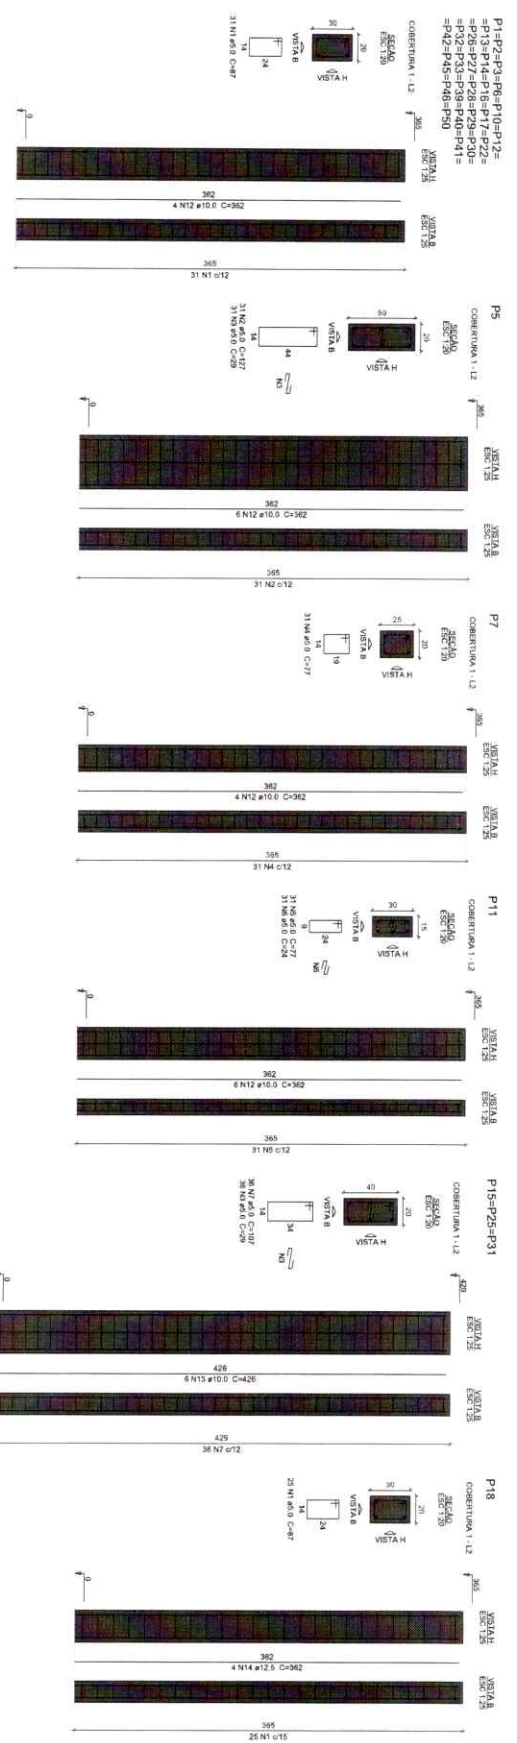 P1=P2=P3=P6=P10=P12=
=P13=P14=P16=P17=P22=
=P26=P27=P28=P29=P30=
=P32=P33=P39=P40=P41=
=P42=P45=P46=P50
COBERTURA 1 - L2
SEÇÃO
ESC 1:20
30
20
VISTA H
VISTA B
24
14
31 N1 ø5.0 C=87
365
0
VISTA H
ESC 1:25
362
4 N12 ø10.0 C=362
VISTA B
ESC 1:25
365
31 N1 c/12
P5
COBERTURA 1 - L2
SEÇÃO
ESC 1:20
50
20
VISTA H
VISTA B
44
14
N3
31 N2 ø5.0 C=127
31 N3 ø5.0 C=29
365
0
VISTA H
ESC 1:25
362
6 N12 ø10.0 C=362
VISTA B
ESC 1:25
365
31 N2 c/12
P7
COBERTURA 1 - L2
SEÇÃO
ESC 1:20
25
20
VISTA H
VISTA B
19
14
31 N4 ø5.0 C=77
365
0
VISTA H
ESC 1:25
362
4 N12 ø10.0 C=362
VISTA B
ESC 1:25
365
31 N4 c/12
P11
COBERTURA 1 - L2
SEÇÃO
ESC 1:20
30
15
VISTA H
VISTA B
24
9
N6
31 N5 ø5.0 C=77
31 N6 ø5.0 C=24
365
0
VISTA H
ESC 1:25
362
6 N12 ø10.0 C=362
VISTA B
ESC 1:25
365
31 N5 c/12
P15=P25=P31
COBERTURA 1 - L2
SEÇÃO
ESC 1:20
40
20
VISTA H
VISTA B
34
14
N3
36 N7 ø5.0 C=107
36 N3 ø5.0 C=29
429
0
VISTA H
ESC 1:25
426
6 N13 ø10.0 C=426
VISTA B
ESC 1:25
429
36 N7 c/12
P18
COBERTURA 1 - L2
SEÇÃO
ESC 1:20
30
20
VISTA H
VISTA B
24
14
25 N1 ø5.0 C=87
365
0
VISTA H
ESC 1:25
362
4 N14 ø12.5 C=362
VISTA B
ESC 1:25
365
25 N1 c/15